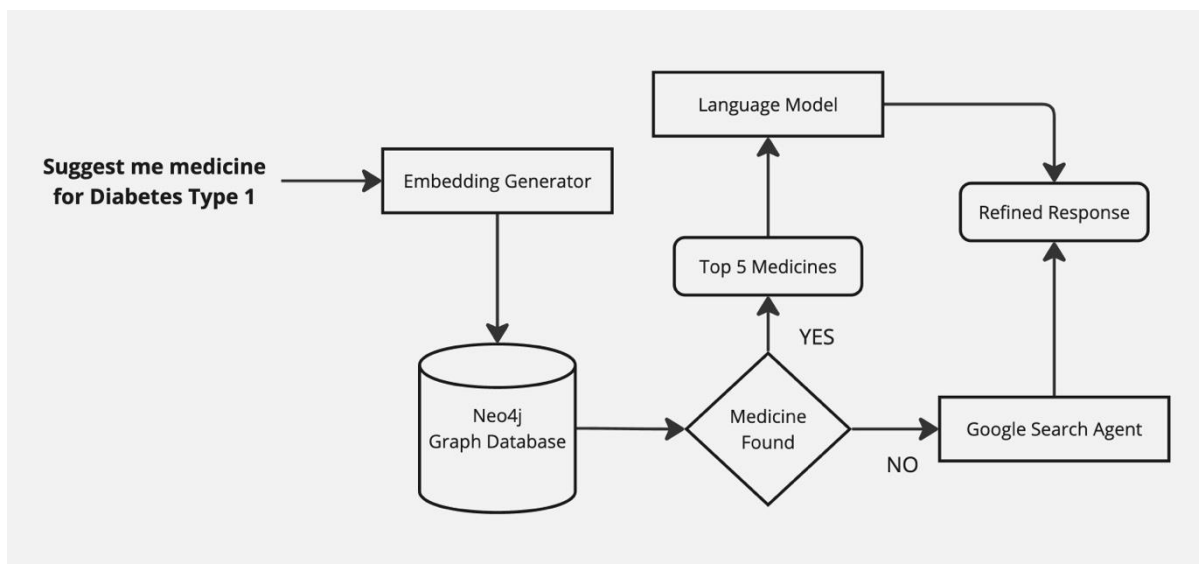 Suggest me medicine
for Diabetes Type 1
Embedding Generator
Neo4j
Graph Database
Medicine
Found
YES
Top 5 Medicines
Language Model
NO
Google Search Agent
Refined Response